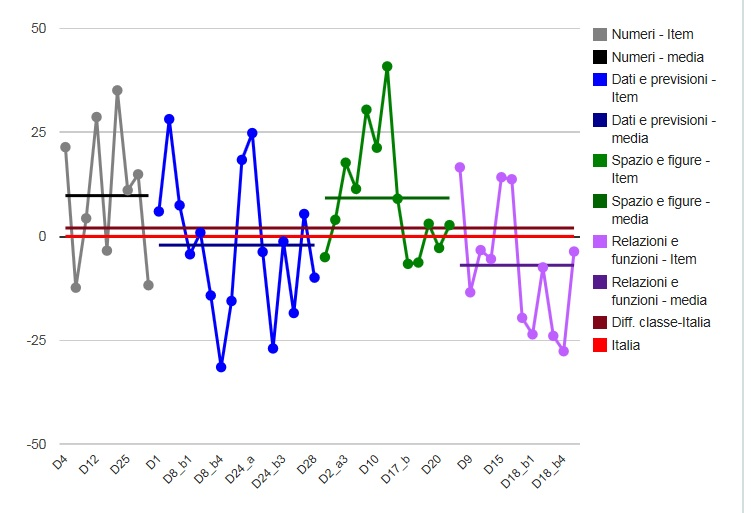 50
25
0
-25
-50
D4
D12
D25
D1
D8_b1
D8_b4
D24_a
D24_b3
D28
D2_a3
D10
D17_b
D20
D9
D15
D18_b1
D18_b4
Numeri - Item
Numeri - media
Dati e previsioni -
Item
Dati e previsioni -
media
Spazio e figure -
Item
Spazio e figure -
media
Relazioni e
funzioni - Item
Relazioni e
funzioni - media
Diff. classe-Italia
Italia